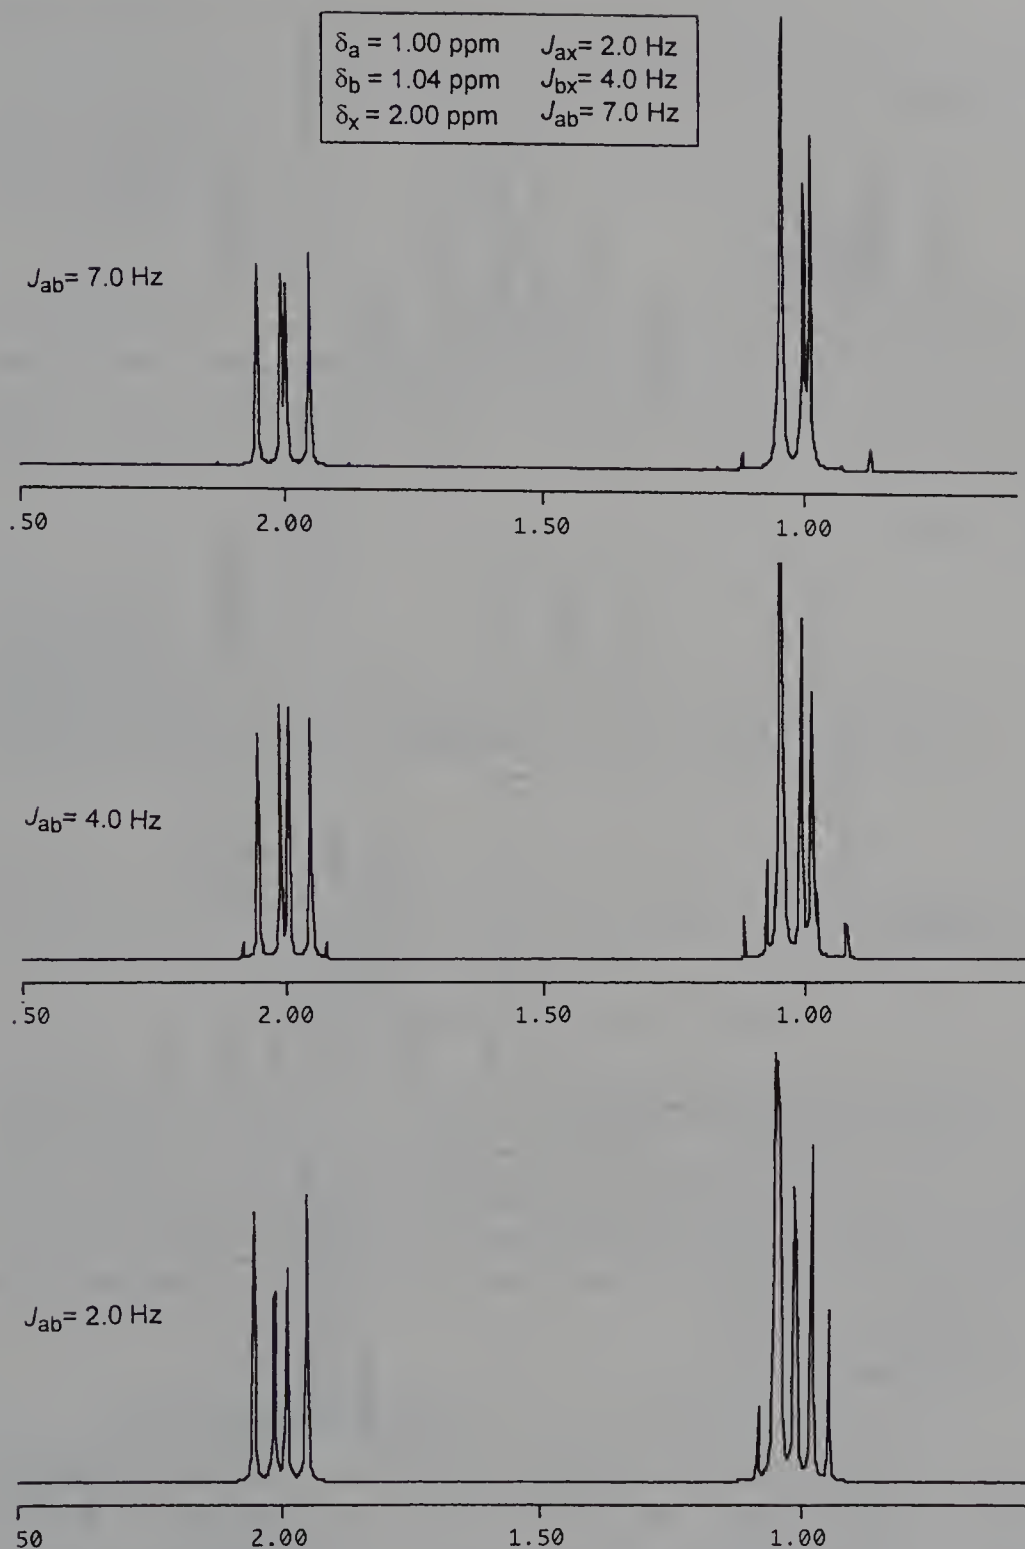 δa = 1.00 ppm Jax= 2.0 Hz
δb = 1.04 ppm Jbx= 4.0 Hz
δx = 2.00 ppm Jab= 7.0 Hz
Jab= 7.0 Hz
.50 2.00 1.50 1.00
Jab= 4.0 Hz
.50 2.00 1.50 1.00
Jab= 2.0 Hz
50 2.00 1.50 1.00